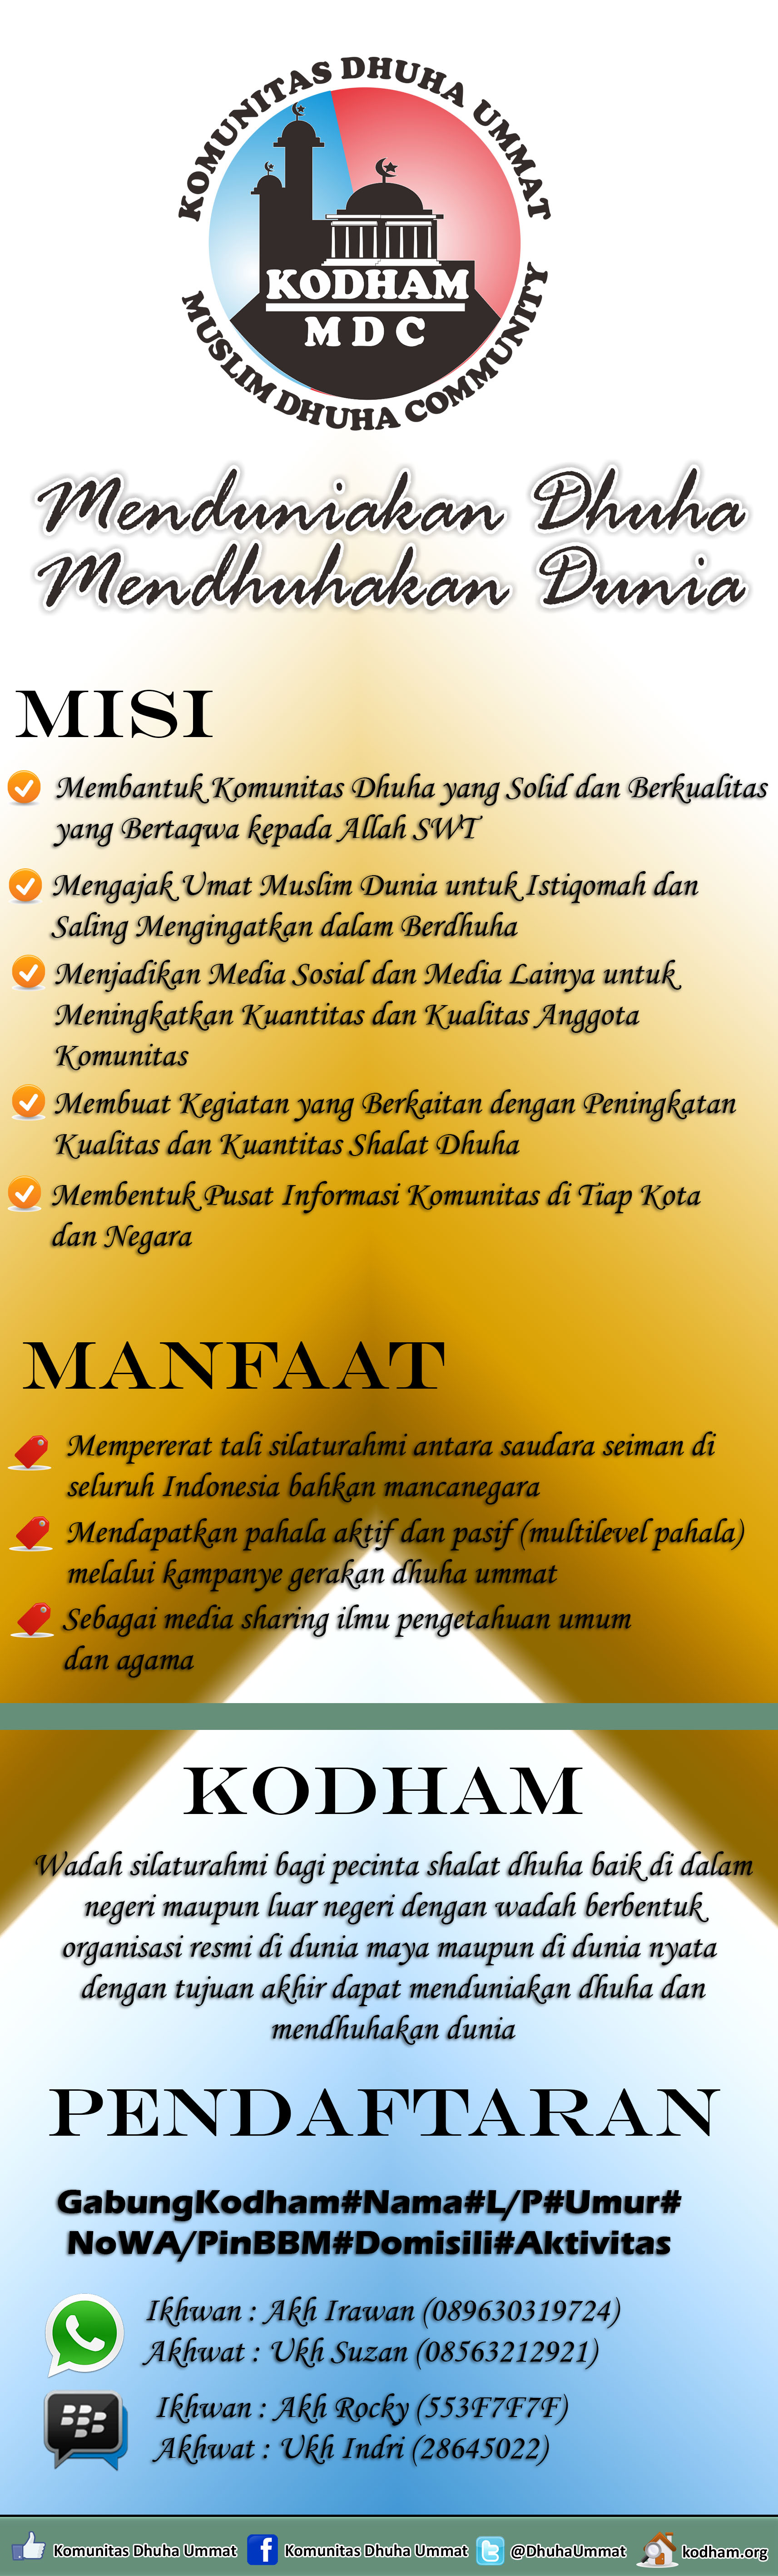 KOMUNITAS DHUHA UMMAT
KODHAM
MDC
MUSLIM DHUHA COMMUNITY
Menduniakan Dhuha
Mendhuhakan Dunia
MISI
Membantuk Komunitas Dhuha yang Solid dan Berkualitas
yang Bertaqwa kepada Allah SWT
Mengajak Umat Muslim Dunia untuk Istiqomah dan
Saling Mengingatkan dalam Berdhuha
Menjadikan Media Sosial dan Media Lainya untuk
Meningkatkan Kuantitas dan Kualitas Anggota
Komunitas
Membuat Kegiatan yang Berkaitan dengan Peningkatan
Kualitas dan Kuantitas Shalat Dhuha
Membentuk Pusat Informasi Komunitas di Tiap Kota
dan Negara
MANFAAT
Mempererat tali silaturahmi antara saudara seiman di
seluruh Indonesia bahkan mancanegara
Mendapatkan pahala aktif dan pasif (multilevel pahala)
melalui kampanye gerakan dhuha ummat
Sebagai media sharing ilmu pengetahuan umum
dan agama
KODHAM
Wadah silaturahmi bagi pecinta shalat dhuha baik di dalam
negeri maupun luar negeri dengan wadah berbentuk
organisasi resmi di dunia maya maupun di dunia nyata
dengan tujuan akhir dapat menduniakan dhuha dan
mendhuhakan dunia
PENDAFTARAN
GabungKodham#Nama#L/P#Umur#
NoWA/PinBBM#Domisili#Aktivitas
Ikhwan : Akh Irawan (089630319724)
Akhwat : Ukh Suzan (08563212921)
Ikhwan : Akh Rocky (553F7F7F)
Akhwat : Ukh Indri (28645022)
Komunitas Dhuha Ummat Komunitas Dhuha Ummat @DhuhaUmmat kodham.org